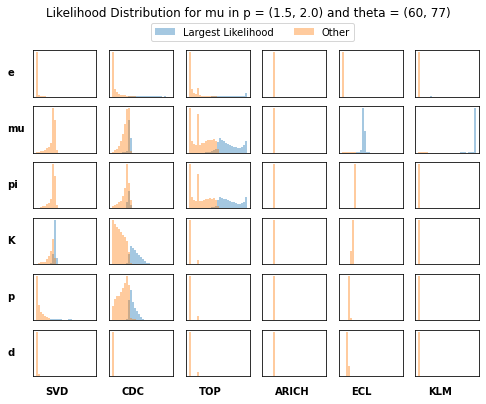 Likelihood Distribution for mu in p = (1.5, 2.0) and theta = (60, 77)
Largest Likelihood Other
e
mu
pi
K
p
d
SVD CDC TOP ARICH ECL KLM